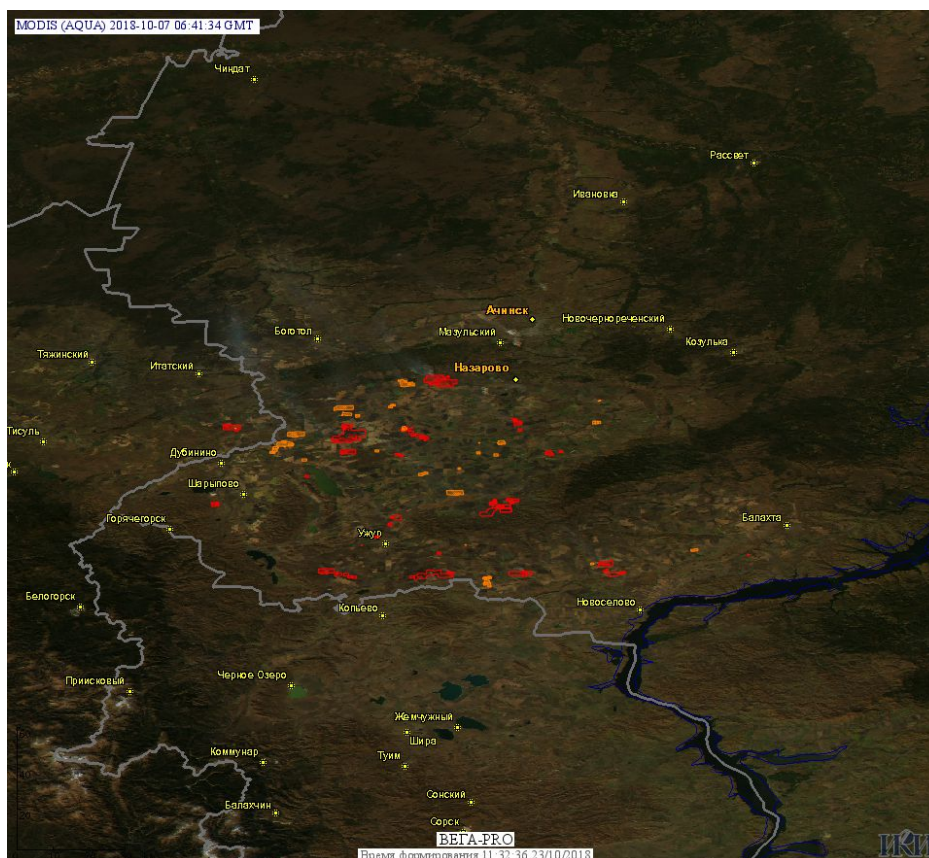 MODIS (AQUA) 2018-10-07 06:41:34 GMT
Чиндат
Рассвет
Ивановка
Ачинск
Новочернореченский
Боготол
Мазульский
Козулька
Тяжинский
Итатский
Назарово
Тисуль
Дубинино
к
Шарыпово
Горячегорск
Балахта
Ужур
Белогорск
Копьево
Новоселово
Черное Озеро
Приисковый
Жемчужный
Шира
Коммунар
Туим
Сонский
Балахчин
Сорск
ВЕГА-PRO
Время формирования 11:32:36 23/10/2018
ИКИ